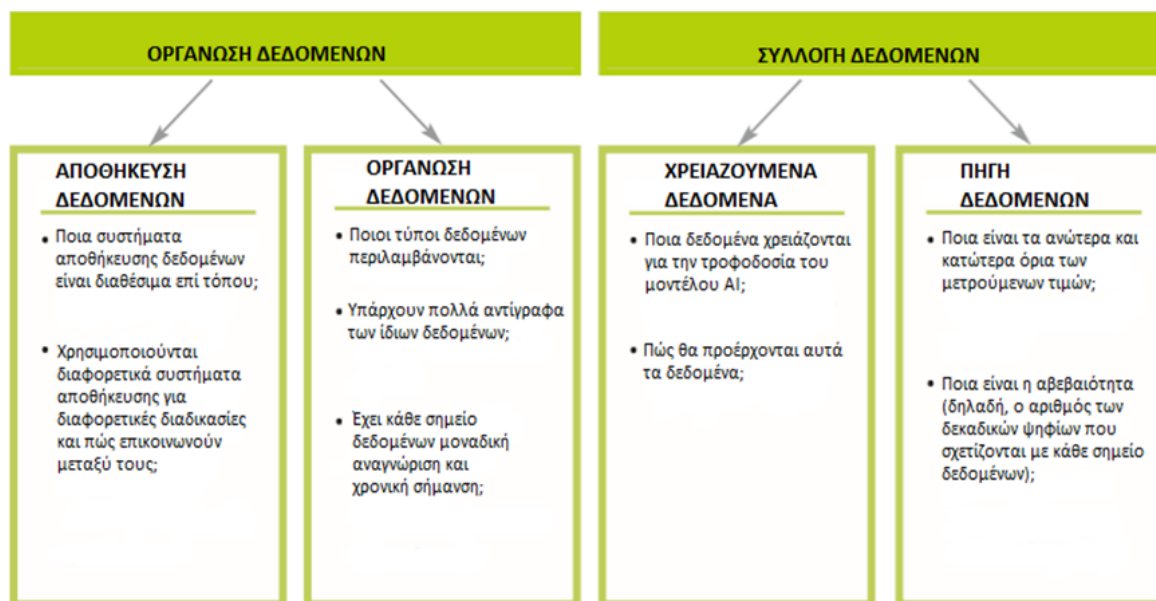 ΟΡΓΑΝΩΣΗ ΔΕΔΟΜΕΝΩΝ
ΑΠΟΘΗΚΕΥΣΗ
ΔΕΔΟΜΕΝΩΝ
• Ποια συστήματα
αποθήκευσης δεδομένων
είναι διαθέσιμα επί τόπου;
• Χρησιμοποιούνται
διαφορετικά συστήματα
αποθήκευσης για
διαφορετικές διαδικασίες
και πώς επικοινωνούν
μεταξύ τους;
ΟΡΓΑΝΩΣΗ
ΔΕΔΟΜΕΝΩΝ
• Ποιοι τύποι δεδομένων
περιλαμβάνονται;
• Υπάρχουν πολλά αντίγραφα
των ίδιων δεδομένων;
• Έχει κάθε σημείο
δεδομένων μοναδική
αναγνώριση και
χρονική σήμανση;
ΣΥΛΛΟΓΗ ΔΕΔΟΜΕΝΩΝ
ΧΡΕΙΑΖΟΥΜΕΝΑ
ΔΕΔΟΜΕΝΑ
• Ποια δεδομένα χρειάζονται
για την τροφοδοσία του
μοντέλου AI;
• Πώς θα προέρχονται αυτά
τα δεδομένα;
ΠΗΓΗ
ΔΕΔΟΜΕΝΩΝ
• Ποια είναι τα ανώτερα και
κατώτερα όρια των
μετρούμενων τιμών;
• Ποια είναι η αβεβαιότητα
(δηλαδή, ο αριθμός των
δεκαδικών ψηφίων που
σχετίζονται με κάθε σημείο
δεδομένων);